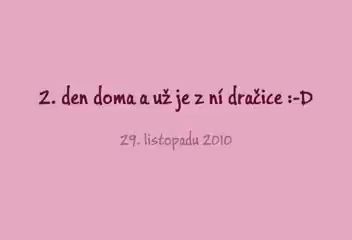 2. den doma a už je z ní dračice :-D
29. listopadu 2010